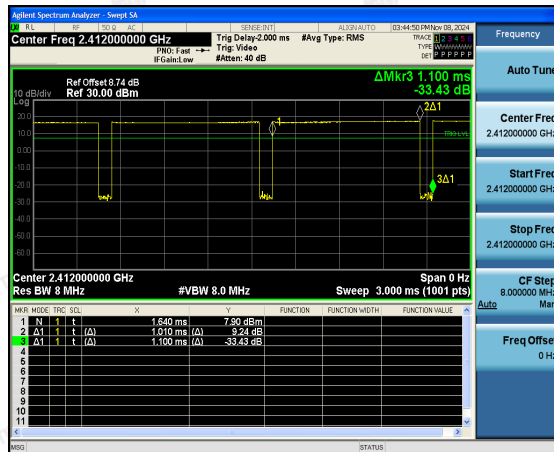 Agilent Spectrum Analyzer - Swept SA
RL RF 50 Ω AC SENSE:INT ALIGN AUTO 03:44:50 PM Nov 08, 2024
Center Freq 2.412000000 GHz Trig Delay-2.000 ms #Avg Type: RMS TRACE 1 2 3 4 5 6
PNO: Fast Trig: Video TYPE
IFGain:Low #Atten: 40 dB DET P P P P P P
Ref Offset 8.74 dB ΔMkr3 1.100 ms
10 dB/div Ref 30.00 dBm -33.43 dB
Log
20.0
10.0
0.00
-10.0
-20.0
-30.0
-40.0
-50.0
-60.0
1
2Δ1
TRIG LVL
3Δ1
Center 2.412000000 GHz Span 0 Hz
Res BW 8 MHz #VBW 8.0 MHz Sweep 3.000 ms (1001 pts)
MKR MODE TRC SCL X Y FUNCTION FUNCTION WIDTH FUNCTION VALUE
1 N 1 t 1.640 ms 7.90 dBm
2 Δ1 1 t (Δ) 1.010 ms (Δ) 9.24 dB
3 Δ1 1 t (Δ) 1.100 ms (Δ) -33.43 dB
4
5
6
7
8
9
10
11
MSG STATUS
Frequency
Auto Tune
Center Freq
2.412000000 GHz
Start Freq
2.412000000 GHz
Stop Freq
2.412000000 GHz
CF Step
8.000000 MHz
Auto Man
Freq Offset
0 Hz